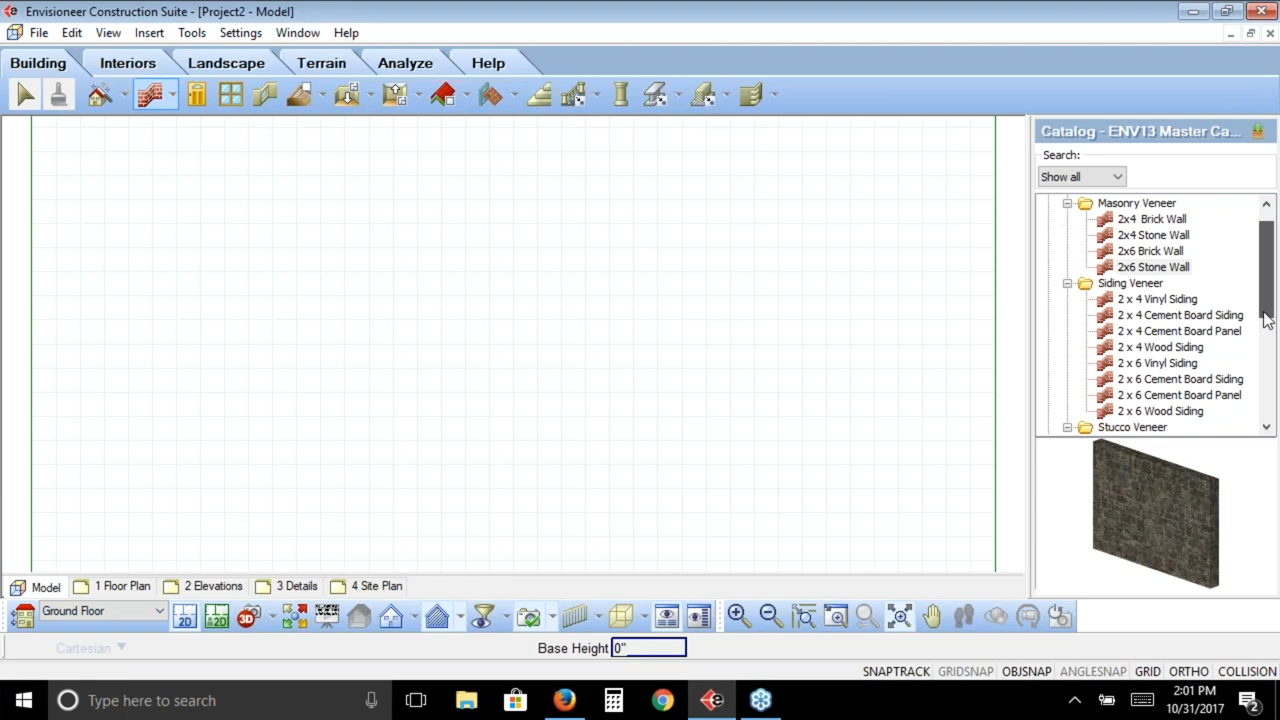 Envisioneer Construction Suite - [Project2 - Model]
File Edit View Insert Tools Settings Window Help
Building Interiors Landscape Terrain Analyze Help
Catalog - ENV13 Master Ca...
Search:
Show all
Masonry Veneer
2x4 Brick Wall
2x4 Stone Wall
2x6 Brick Wall
2x6 Stone Wall
Siding Veneer
2 x 4 Vinyl Siding
2 x 4 Cement Board Siding
2 x 4 Cement Board Panel
2 x 4 Wood Siding
2 x 6 Vinyl Siding
2 x 6 Cement Board Siding
2 x 6 Cement Board Panel
2 x 6 Wood Siding
Stucco Veneer
Model 1 Floor Plan 2 Elevations 3 Details 4 Site Plan
Ground Floor 2D &2D 3D
Cartesian Base Height 0"
SNAPTRACK GRIDSNAP OBJSNAP ANGLESNAP GRID ORTHO COLLISION
Type here to search
2:01 PM
10/31/2017
2